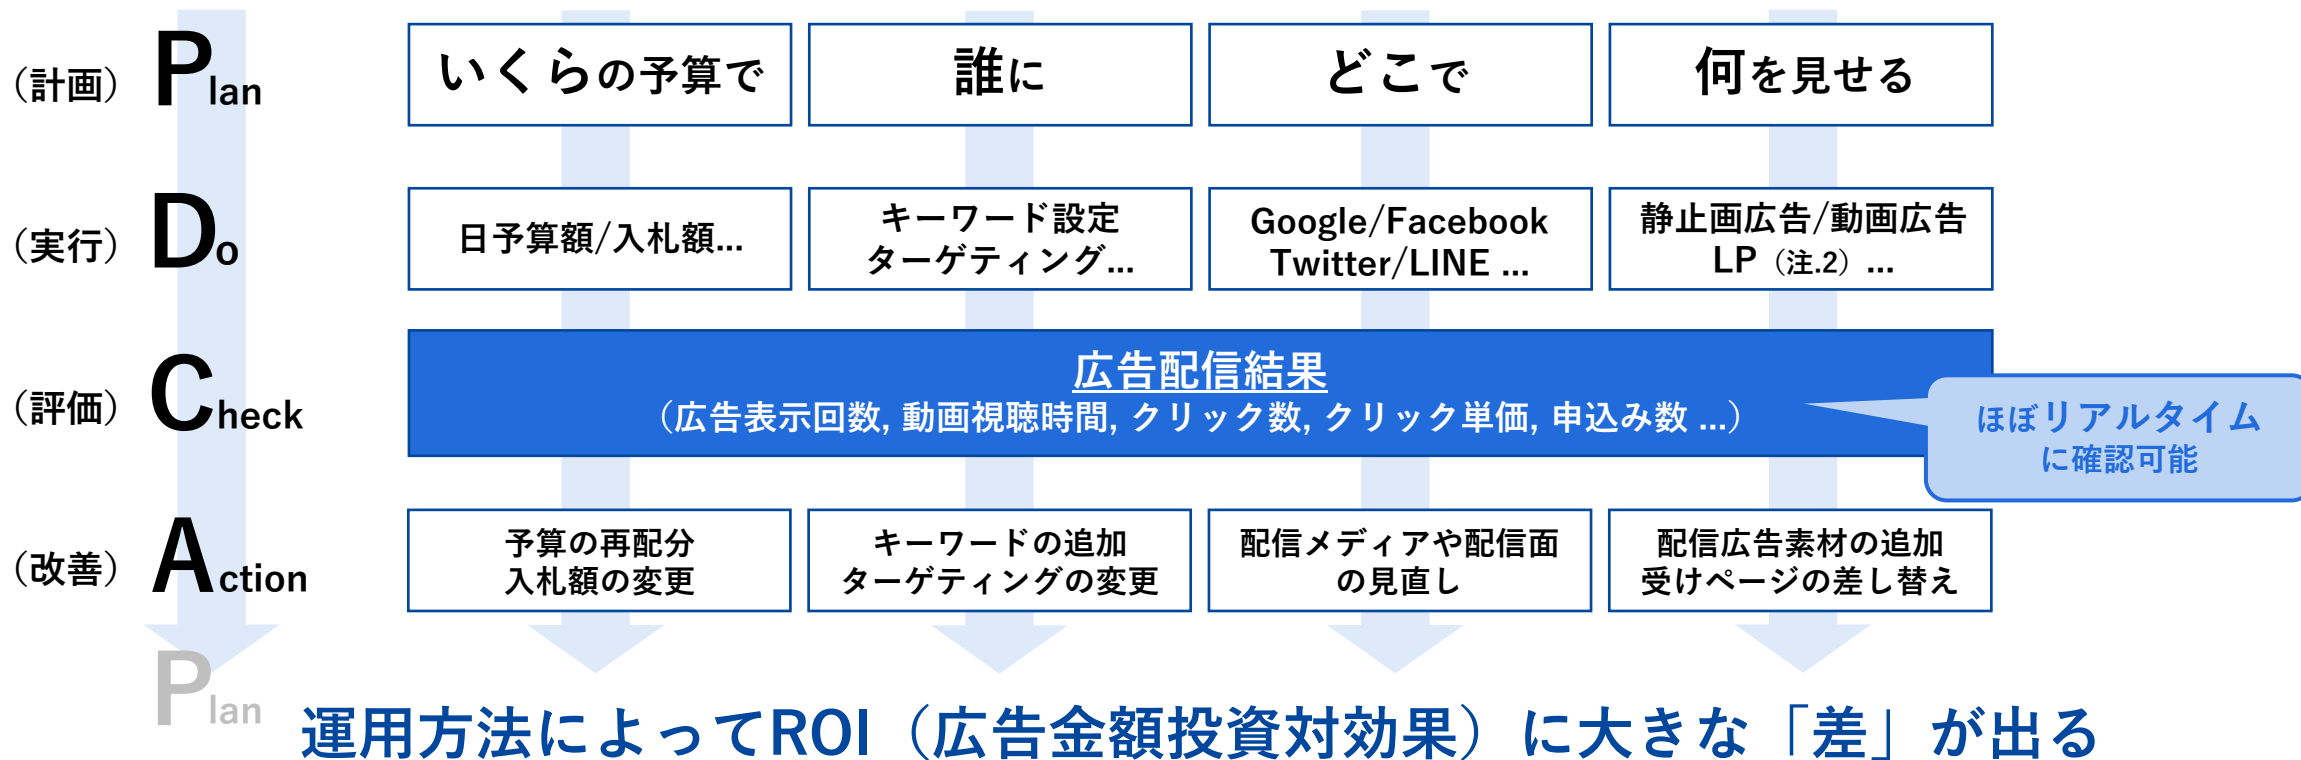 （計画） Plan
いくらの予算で
誰に
どこで
何を見せる
（実行） Do
日予算額/入札額...
キーワード設定
ターゲティング...
Google/Facebook
Twitter/LINE ...
静止画広告/動画広告
LP（注.2）...
（評価） Check
広告配信結果
（広告表示回数, 動画視聴時間, クリック数, クリック単価, 申込み数 ...）
ほぼリアルタイム
に確認可能
（改善） Action
予算の再配分
入札額の変更
キーワードの追加
ターゲティングの変更
配信メディアや配信面
の見直し
配信広告素材の追加
受けページの差し替え
Plan
運用方法によってROI（広告金額投資対効果）に大きな「差」が出る